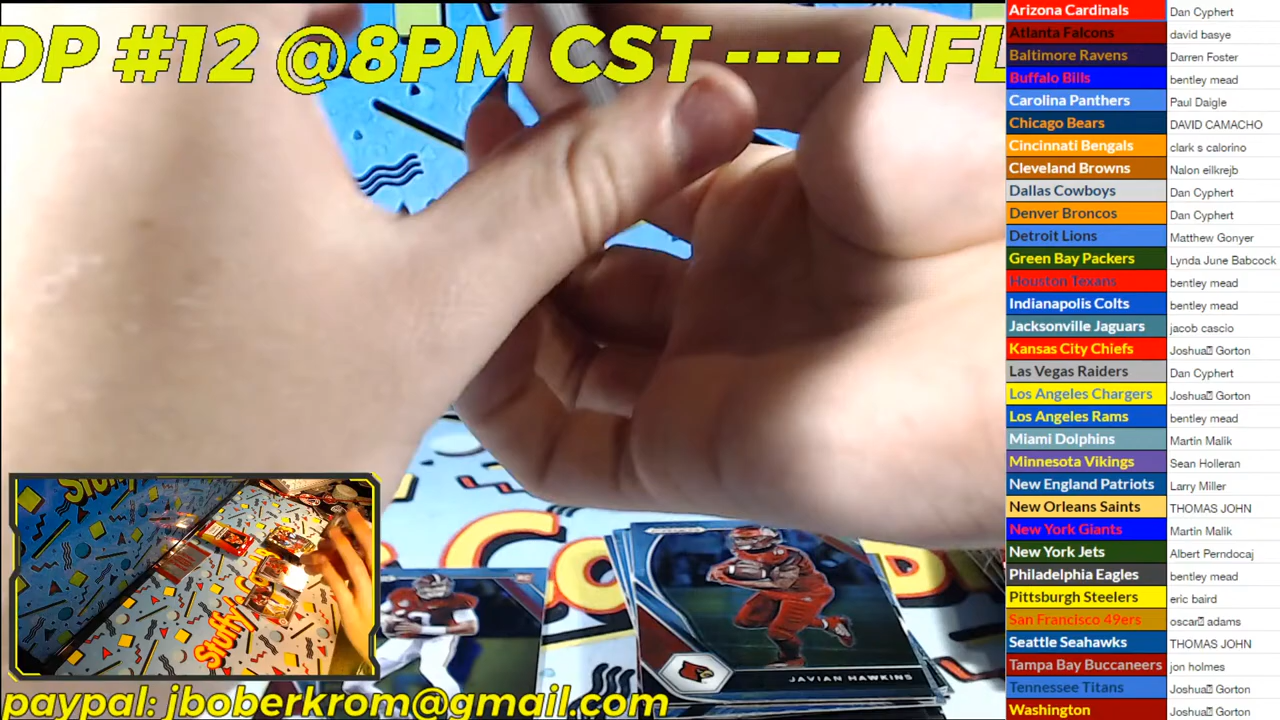 DP #12 @8PM CST ---- NFL
Arizona Cardinals Dan Cyphert
Atlanta Falcons david basye
Baltimore Ravens Darren Foster
Buffalo Bills bentley mead
Carolina Panthers Paul Daigle
Chicago Bears DAVID CAMACHO
Cincinnati Bengals clark s calorino
Cleveland Browns Nalon eilkrejb
Dallas Cowboys Dan Cyphert
Denver Broncos Dan Cyphert
Detroit Lions Matthew Gonyer
Green Bay Packers Lynda June Babcock
Houston Texans bentley mead
Indianapolis Colts bentley mead
Jacksonville Jaguars jacob cascio
Kansas City Chiefs Joshua Gorton
Las Vegas Raiders Dan Cyphert
Los Angeles Chargers Joshua Gorton
Los Angeles Rams bentley mead
Miami Dolphins Martin Malik
Minnesota Vikings Sean Holleran
New England Patriots Larry Miller
New Orleans Saints THOMAS JOHN
New York Giants Martin Malik
New York Jets Albert Perndocaj
Philadelphia Eagles bentley mead
Pittsburgh Steelers eric baird
San Francisco 49ers oscar adams
Seattle Seahawks THOMAS JOHN
Tampa Bay Buccaneers jon holmes
Tennessee Titans Joshua Gorton
Washington Joshua Gorton
JAVIAN HAWKINS
paypal: jboberkrom@gmail.com